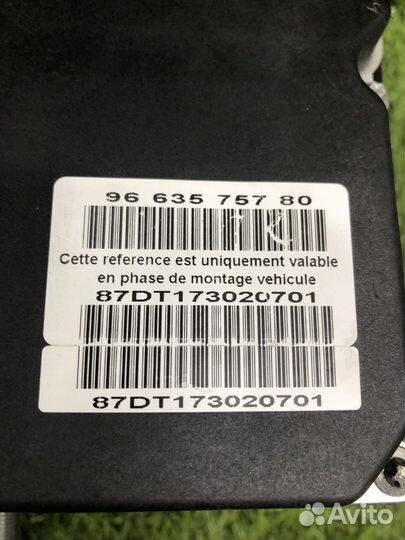 96 635 757 80
Cette reference est uniquement valable
en phase de montage vehicule
87DT173020701
87DT173020701
Avito